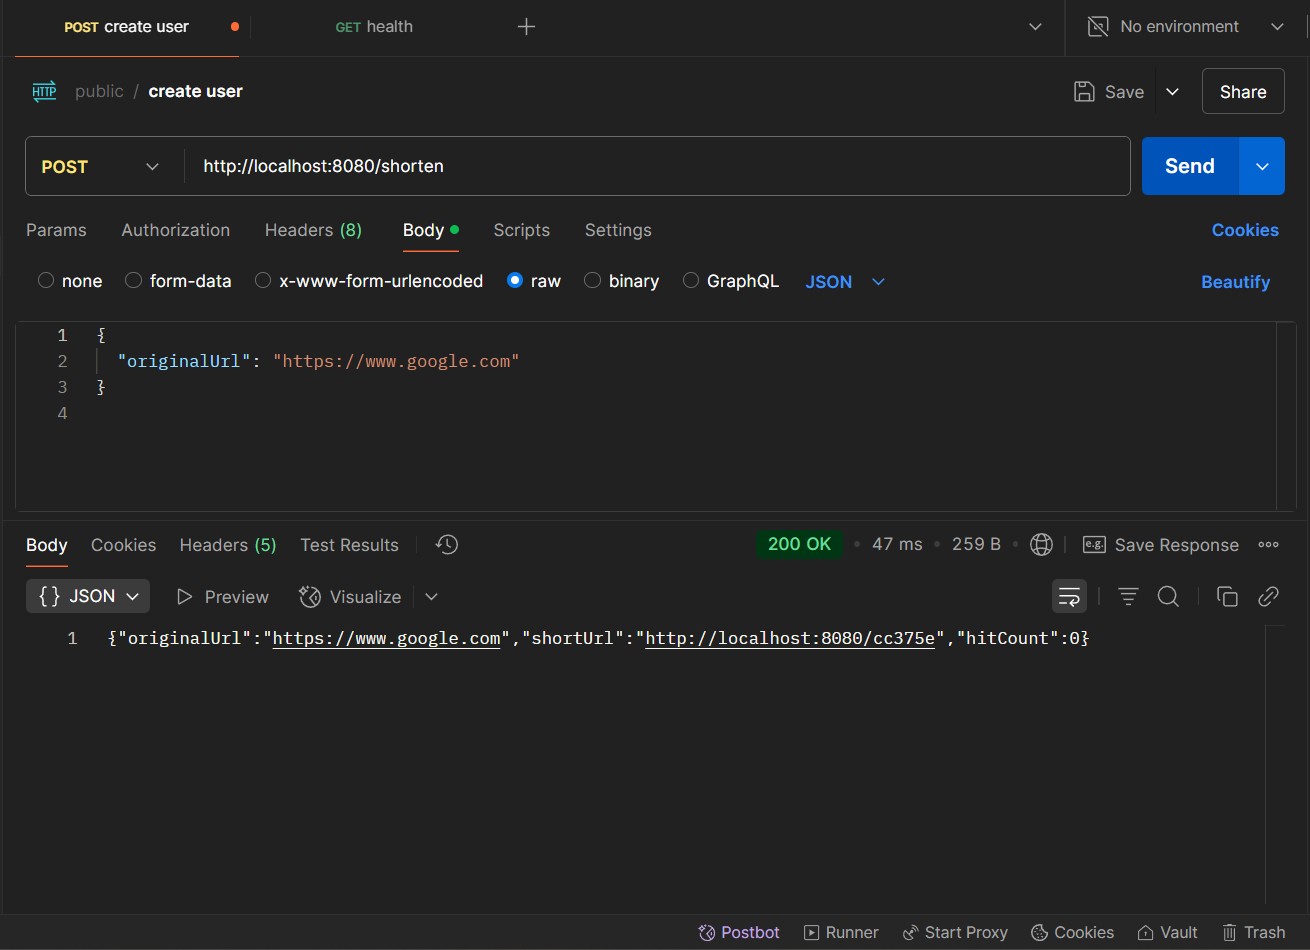 POST create user GET health No environment
HTTP public / create user Save Share
POST http://localhost:8080/shorten Send
Params Authorization Headers (8) Body Scripts Settings Cookies
none form-data x-www-form-urlencoded raw binary GraphQL JSON Beautify
1 {
2 "originalUrl": "https://www.google.com"
3 }
4
Body Cookies Headers (5) Test Results 200 OK • 47 ms • 259 B • e.g. Save Response
{} JSON Preview Visualize
1 {"originalUrl":"https://www.google.com","shortUrl":"http://localhost:8080/cc375e","hitCount":0}
Postbot Runner Start Proxy Cookies Vault Trash